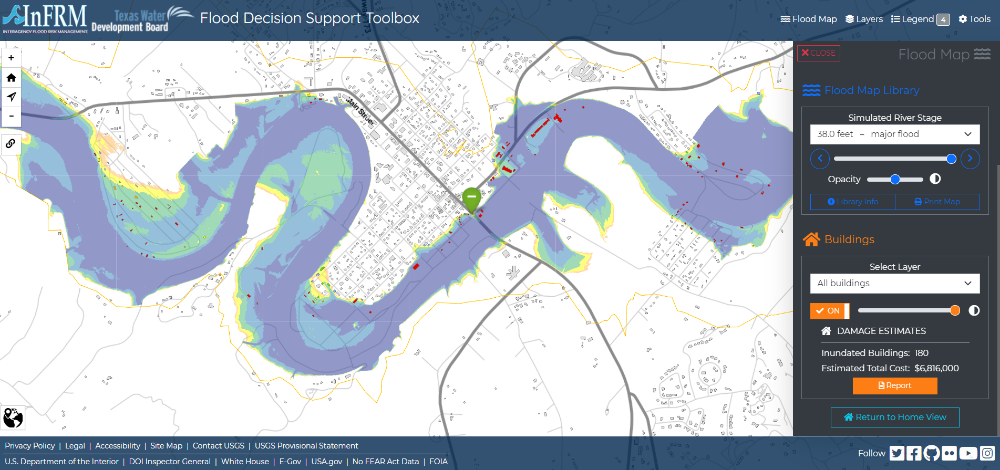 InFRM
INTERAGENCY FLOOD RISK MANAGEMENT
Texas Water
Development Board
Flood Decision Support Toolbox
Flood Map
Layers
Legend 4
Tools
+
-
Main Street
CLOSE
Flood Map
Flood Map Library
Simulated River Stage
38.0 feet – major flood
Opacity
Library Info
Print Map
Buildings
Select Layer
All buildings
ON
DAMAGE ESTIMATES
Inundated Buildings: 180
Estimated Total Cost: $6,816,000
Report
Return to Home View
Privacy Policy | Legal | Accessibility | Site Map | Contact USGS | USGS Provisional Statement
U.S. Department of the Interior | DOI Inspector General | White House | E-Gov | USA.gov | No FEAR Act Data | FOIA
Follow